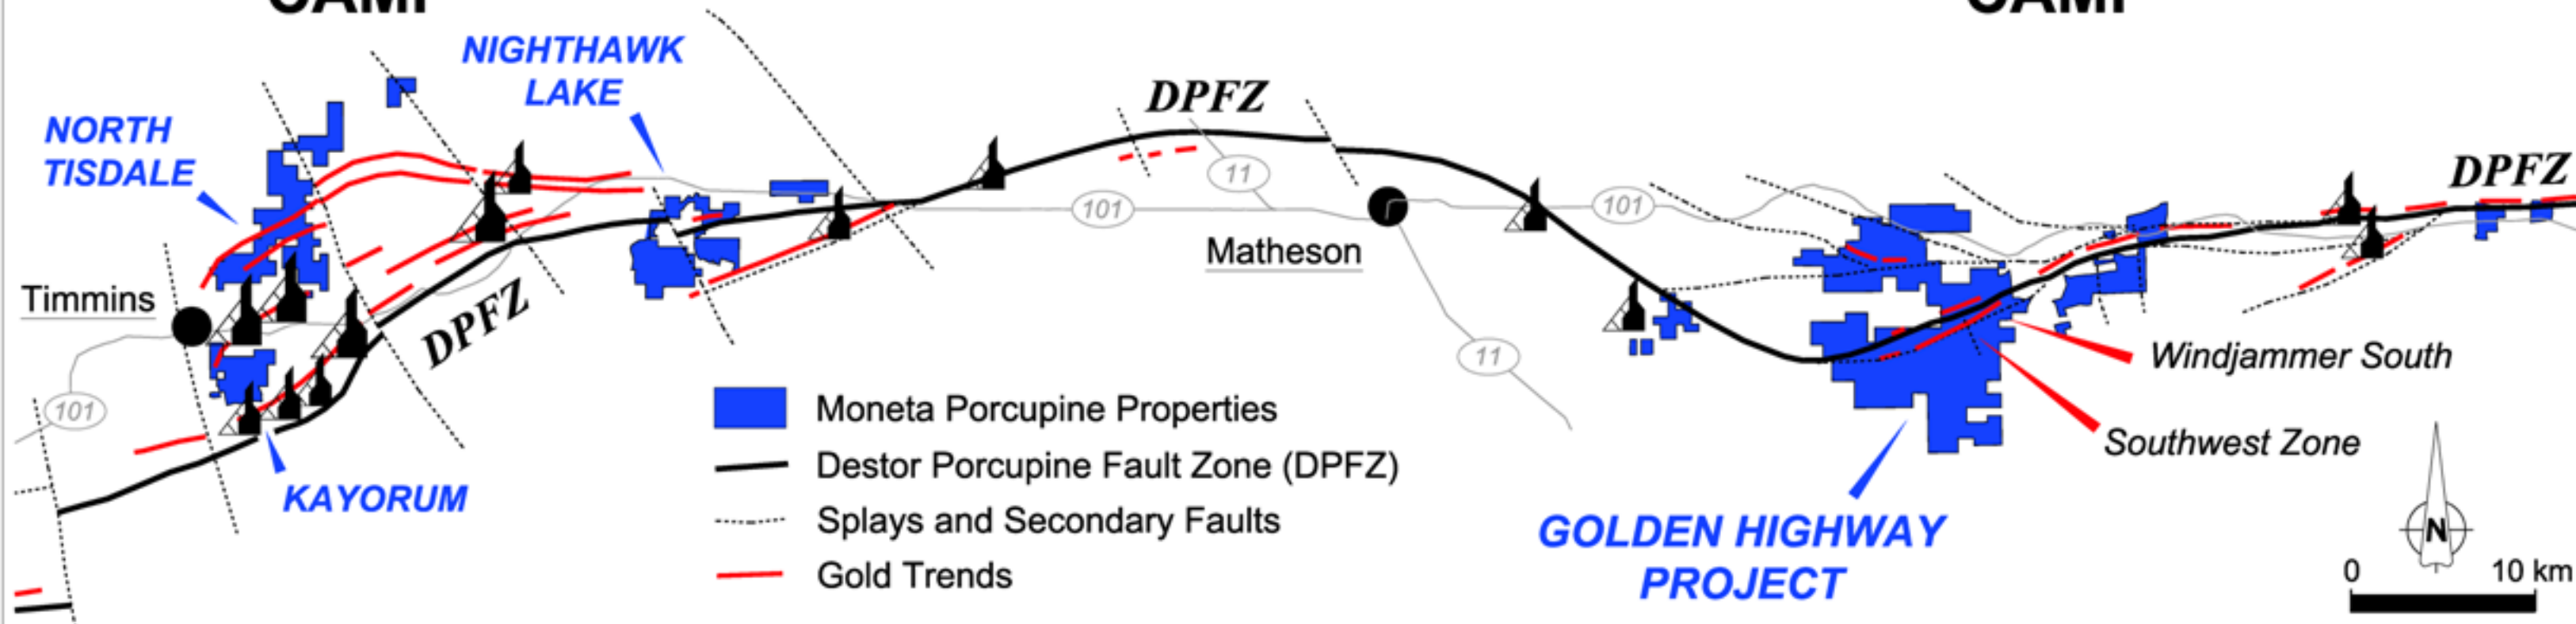 NIGHTHAWK
LAKE
NORTH
TISDALE
DPFZ
11
101
101
DPFZ
Matheson
Timmins
DPFZ
11
Windjammer South
101
Moneta Porcupine Properties
Southwest Zone
Destor Porcupine Fault Zone (DPFZ)
KAYORUM
Splays and Secondary Faults
GOLDEN HIGHWAY
PROJECT
N
Gold Trends
0 10 km